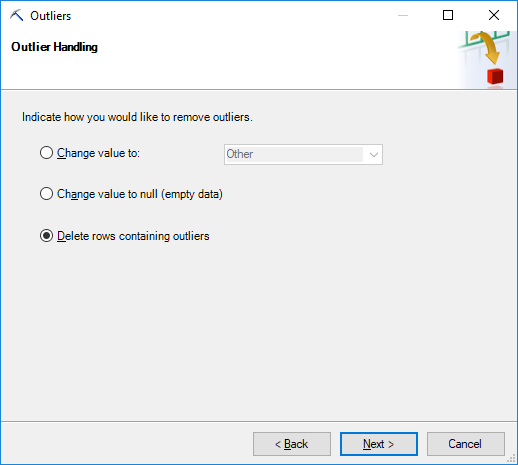 Outliers
Outlier Handling
Indicate how you would like to remove outliers.
Change value to: Other
Change value to null (empty data)
Delete rows containing outliers
< Back Next > Cancel